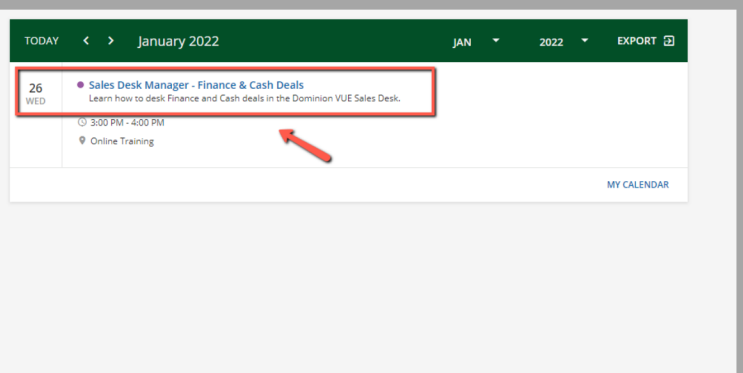 TODAY < > January 2022 JAN 2022 EXPORT
26 Sales Desk Manager - Finance & Cash Deals
WED Learn how to desk Finance and Cash deals in the Dominion VUE Sales Desk.
3:00 PM - 4:00 PM
Online Training
MY CALENDAR